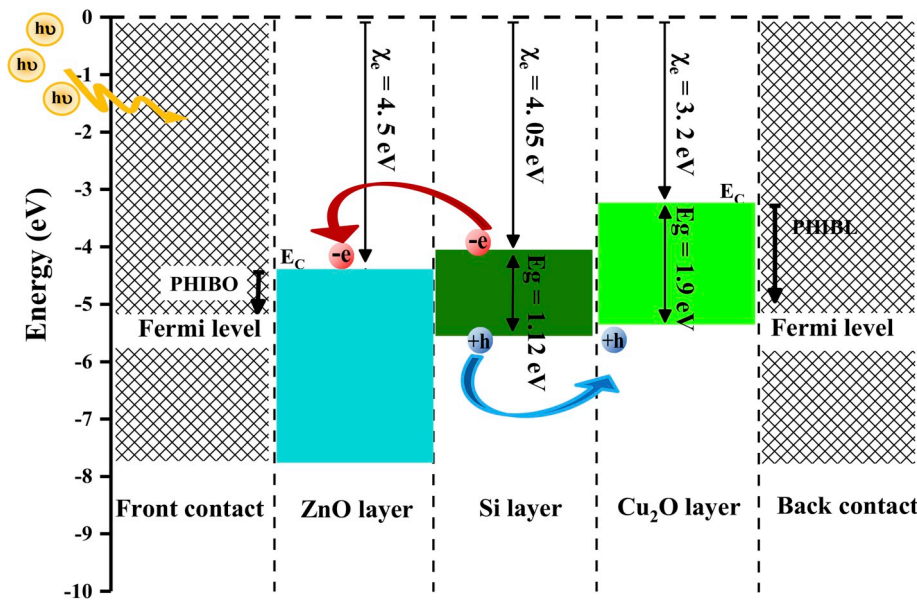 0
-1
-2
-3
-4
-5
-6
-7
-8
-9
-10
Energy (eV)
hυ
hυ
hυ
χe = 4. 5 eV
χe = 4. 05 eV
χe = 3. 2 eV
EC
-e
-e
EC
PHIBO
PHIBL
Eg = 1.12 eV
Eg = 1.9 eV
Fermi level
Fermi level
+h
+h
Front contact
ZnO layer
Si layer
Cu2O layer
Back contact